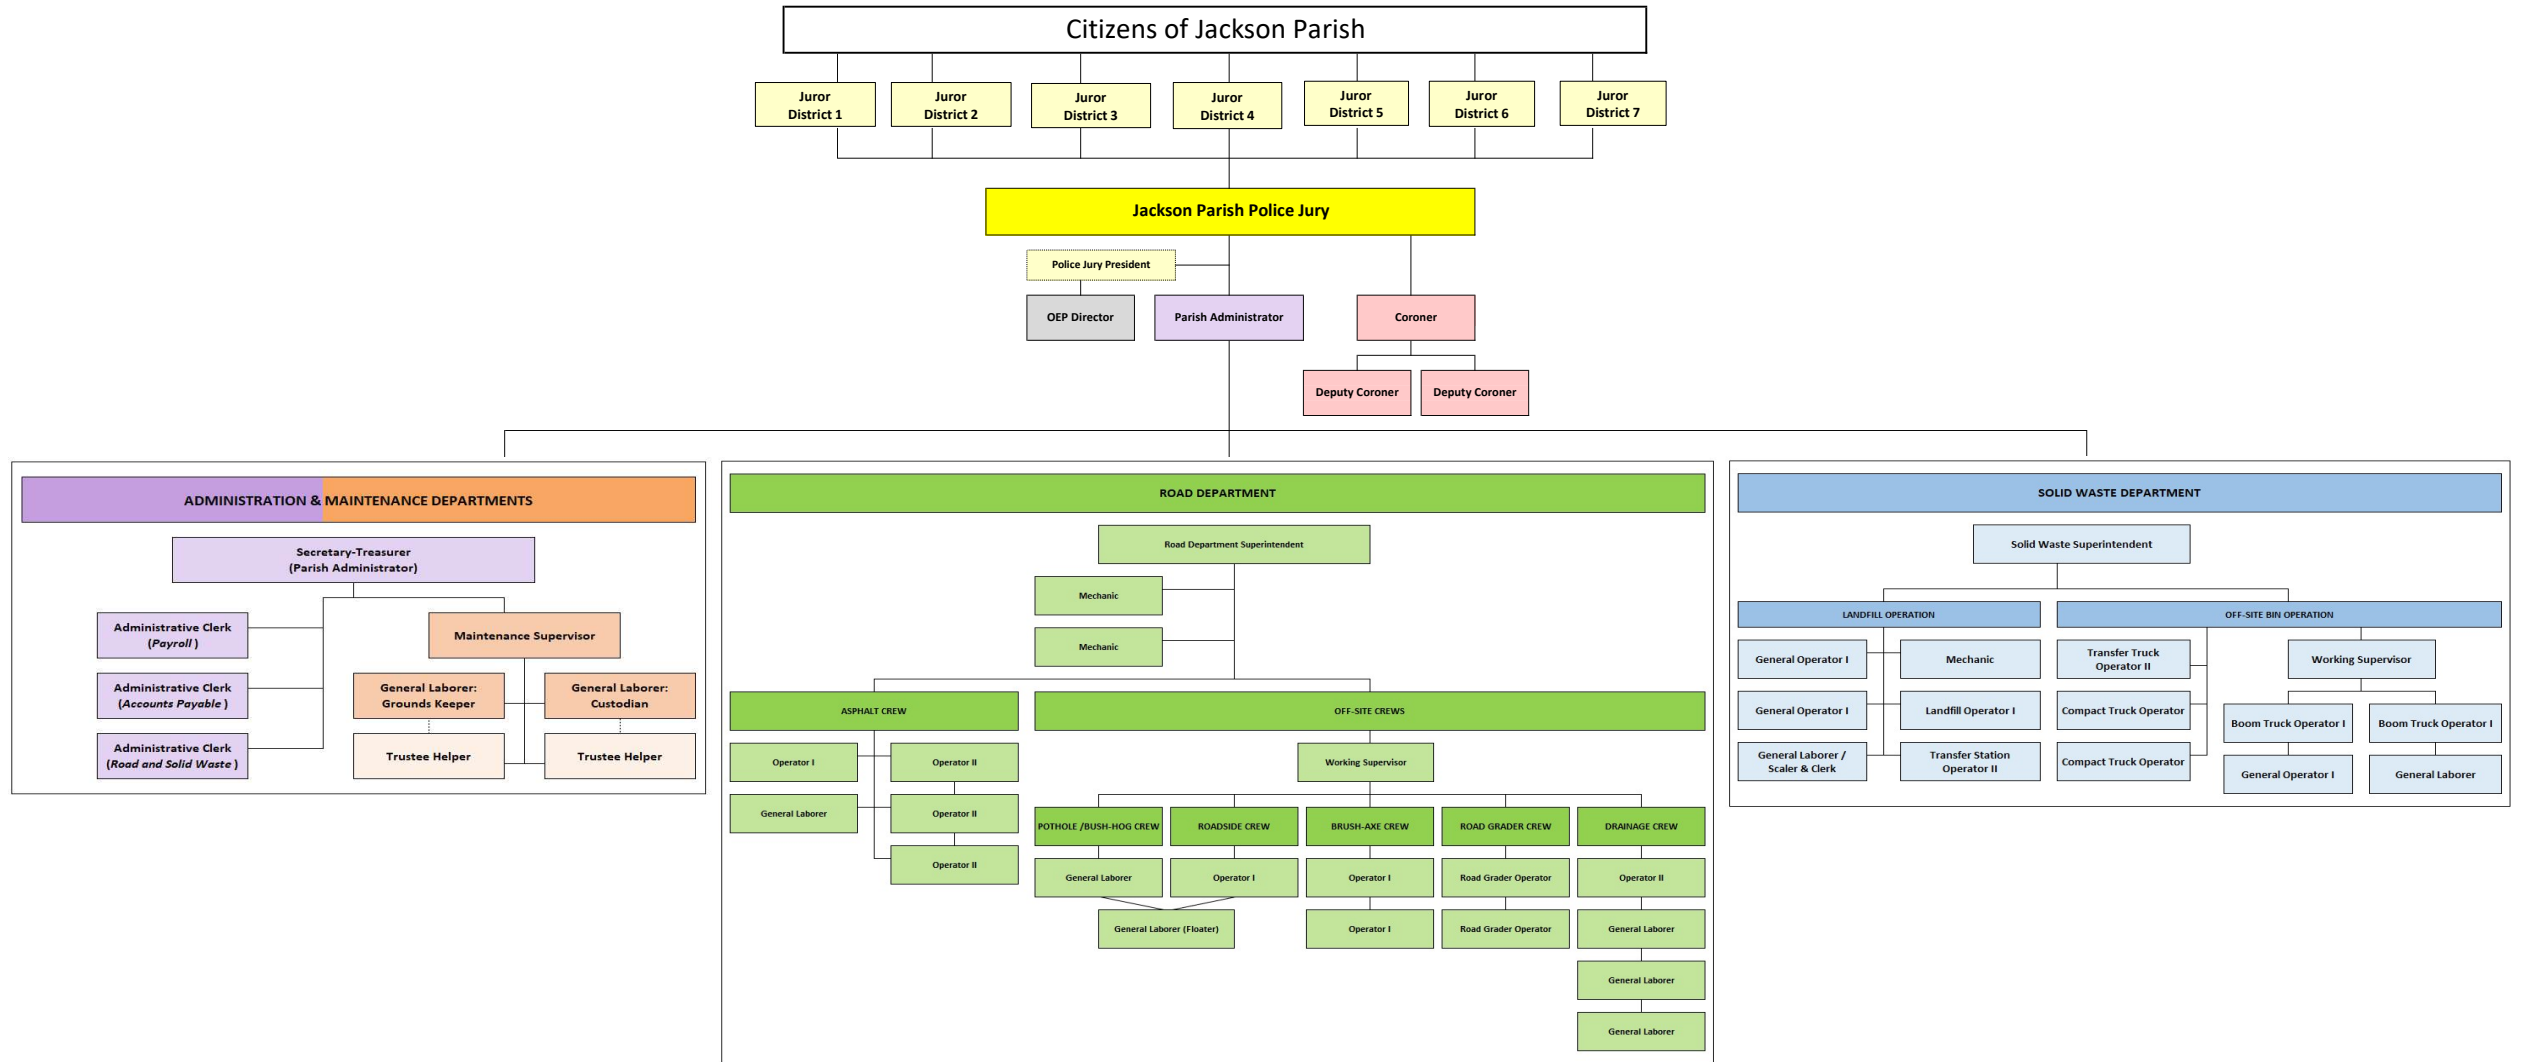 Citizens of Jackson Parish
Juror
District 1
Juror
District 2
Juror
District 3
Juror
District 4
Juror
District 5
Juror
District 6
Juror
District 7
Jackson Parish Police Jury
Police Jury President
OEP Director
Parish Administrator
Coroner
Deputy Coroner
Deputy Coroner
ADMINISTRATION & MAINTENANCE DEPARTMENTS
Secretary-Treasurer
(Parish Administrator)
Administrative Clerk
(Payroll )
Maintenance Supervisor
Administrative Clerk
(Accounts Payable )
General Laborer:
Grounds Keeper
General Laborer:
Custodian
Administrative Clerk
(Road and Solid Waste )
Trustee Helper
Trustee Helper
ROAD DEPARTMENT
Road Department Superintendent
Mechanic
Mechanic
ASPHALT CREW
Operator I
Operator II
General Laborer
Operator II
Operator II
OFF-SITE CREWS
Working Supervisor
POTHOLE /BUSH-HOG CREW
ROADSIDE CREW
BRUSH-AXE CREW
ROAD GRADER CREW
DRAINAGE CREW
General Laborer
Operator I
Operator I
Road Grader Operator
Operator II
General Laborer (Floater)
Operator I
Road Grader Operator
General Laborer
General Laborer
General Laborer
SOLID WASTE DEPARTMENT
Solid Waste Superintendent
LANDFILL OPERATION
General Operator I
Mechanic
General Operator I
Landfill Operator I
General Laborer /
Scaler & Clerk
Transfer Station
Operator II
OFF-SITE BIN OPERATION
Transfer Truck
Operator II
Working Supervisor
Compact Truck Operator
Boom Truck Operator I
Boom Truck Operator I
Compact Truck Operator
General Operator I
General Laborer